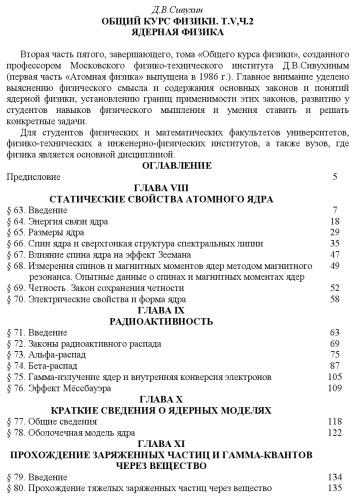 Д.В.Сивухин
ОБЩИЙ КУРС ФИЗИКИ. Т.V,Ч.2
ЯДЕРНАЯ ФИЗИКА
Вторая часть пятого, завершающего, тома «Общего курса физики», созданного
профессором Московского физико-технического института Д.В.Сивухиным
(первая часть «Атомная физика» выпущена в 1986 г.). Главное внимание уделено
выяснению физического смысла и содержания основных законов и понятий
ядерной физики, установлению границ применимости этих законов, развитию у
студентов навыков физического мышления и умения ставить и решать
конкретные задачи.
Для студентов физических и математических факультетов университетов,
физико-технических а инженерно-физических институтов, а также вузов, где
физика является основной дисциплиной.
ОГЛАВЛЕНИЕ
Предисловие 5
ГЛАВА VIII
СТАТИЧЕСКИЕ СВОЙСТВА АТОМНОГО ЯДРА
§ 63. Введение 7
§ 64. Энергия связи ядра 18
§ 65. Размеры ядра 29
§ 66. Спин ядра и сверхтонкая структура спектральных липни 35
§ 67. Влияние спина ядра на эффект Зеемана 47
§ 68. Измерения спинов и магнитных моментов ядер методом магнитного 49
резонанса. Опытные данные о спинах и магнитных моментах ядер
§ 69. Четность. Закон сохранения четности 52
§ 70. Электрические свойства и форма ядра 58
ГЛАВА IX
РАДИОАКТИВНОСТЬ
§ 71. Введение 63
§ 72. Законы радиоактивного распада 69
§ 73. Альфа-распад 75
§ 74. Бета-распад 87
§ 75. Гамма-излучение ядер и внутренняя конверсия электронов 105
§ 76. Эффект Мёссбауэра 109
ГЛАВА X
КРАТКИЕ СВЕДЕНИЯ О ЯДЕРНЫХ МОДЕЛЯХ
§ 77. Общие сведения 118
§ 78. Оболочечная модель ядра 122
ГЛАВА XI
ПРОХОЖДЕНИЕ ЗАРЯЖЕННЫХ ЧАСТИЦ И ГАММА-КВАНТОВ
ЧЕРЕЗ ВЕЩЕСТВО
§ 79. Введение 134
§ 80. Прохождение тяжелых заряженных частиц через вещество 135